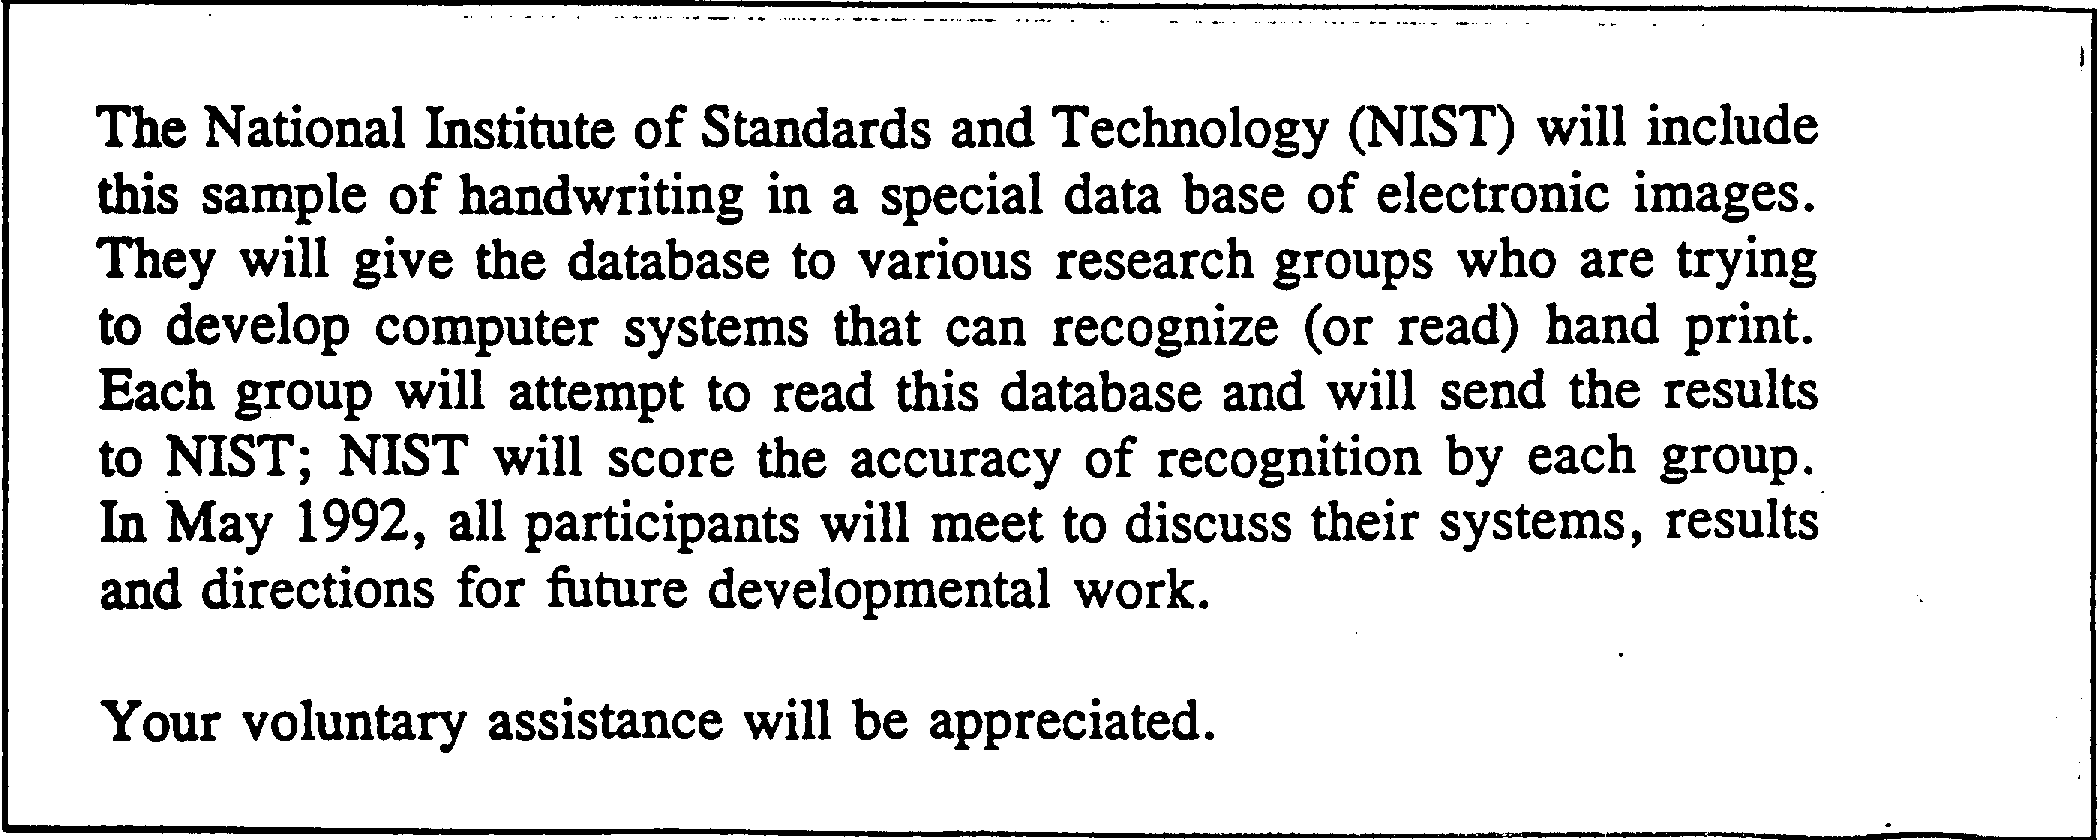 The National Institute of Standards and Technology (NIST) will include
this sample of handwriting in a special data base of electronic images.
They will give the database to various research groups who are trying
to develop computer systems that can recognize (or read) hand print.
Each group will attempt to read this database and will send the results
to NIST; NIST will score the accuracy of recognition by each group.
In May 1992, all participants will meet to discuss their systems, results
and directions for future developmental work.
Your voluntary assistance will be appreciated.